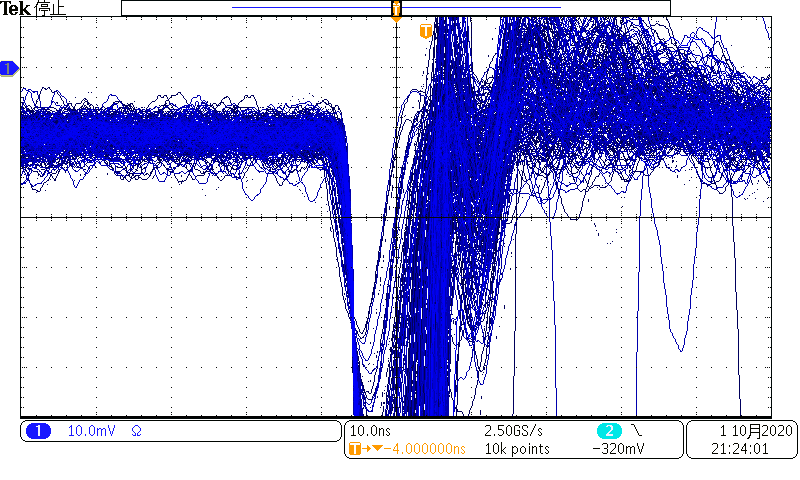 Tek 停止
T
T
1
1 10.0mV Ω
10.0ns 2.50GS/s 2 -320mV
T→▼-4.000000ns 10k points
1 10月2020
21:24:01